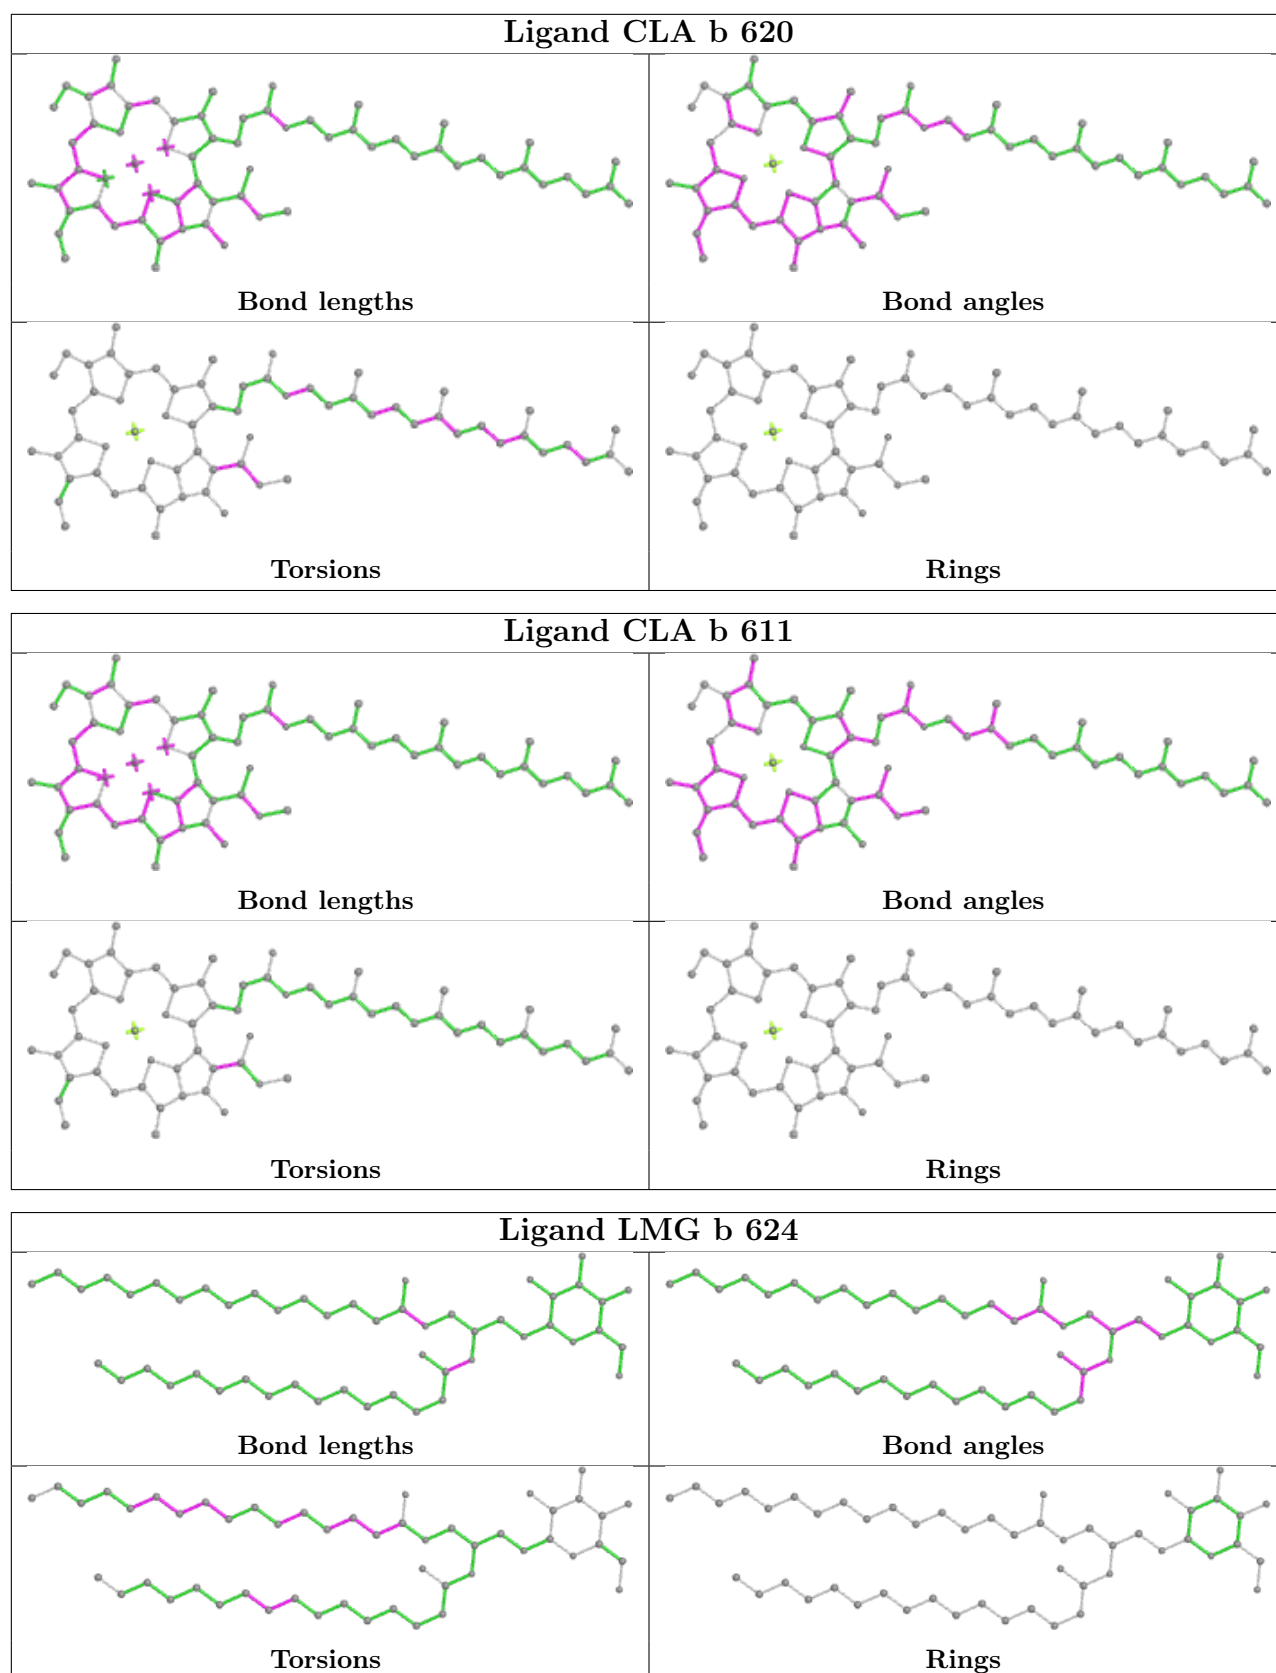 Ligand CLA b 620
Bond lengths
Bond angles
Torsions
Rings
Ligand CLA b 611
Bond lengths
Bond angles
Torsions
Rings
Ligand LMG b 624
Bond lengths
Bond angles
Torsions
Rings